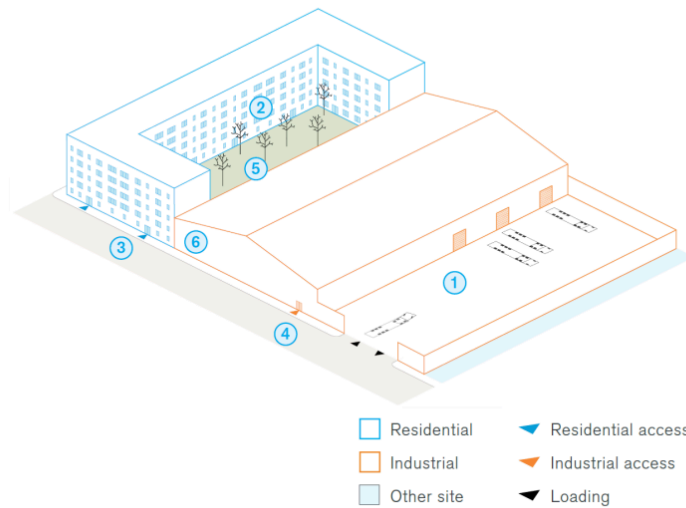 2
5
3
6
1
4
Residential
Residential access
Industrial
Industrial access
Other site
Loading